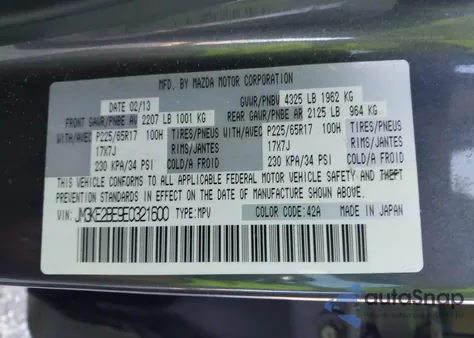 MFD. BY MAZDA MOTOR CORPORATION
DATE 02/13 GVWR/PNBV 4325 LB 1962 KG
FRONT GAWR/PNBE AV 2207 LB 1001 KG REAR GAWR/PNBE AR 2125 LB 964 KG
WITH/AVEC P225/65R17 100H TIRES/PNEUS WITH/AVEC P225/65R17 100H TIRES/PNEUS
17X7J RIMS/JANTES 17X7J RIMS/JANTES
230 KPA/34 PSI COLD/A FROID 230 KPA/34 PSI COLD/A FROID
THIS VEHICLE CONFORMS TO ALL APPLICABLE FEDERAL MOTOR VEHICLE SAFETY THEFT
PREVENTION STANDARDS IN EFFECT ON THE DATE OF MANUFACTURE SHOWN ABOVE.
VIN: JM3KE2BE9E0321600 TYPE:MPV COLOR CODE:42A MADE IN JAPAN
autoSnap